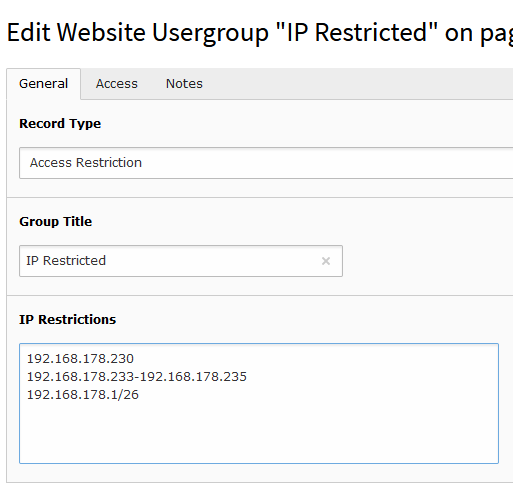 Edit Website Usergroup "IP Restricted" on pag
General Access Notes
Record Type
Access Restriction
Group Title
IP Restricted
IP Restrictions
192.168.178.230
192.168.178.233-192.168.178.235
192.168.178.1/26